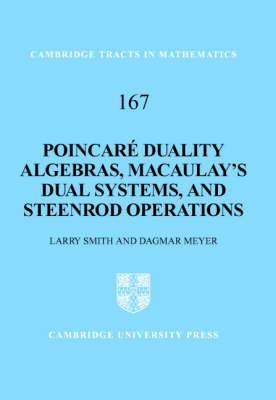 CAMBRIDGE TRACTS IN MATHEMATICS
167
POINCARÉ DUALITY
ALGEBRAS, MACAULAY'S
DUAL SYSTEMS, AND
STEENROD OPERATIONS
LARRY SMITH AND DAGMAR MEYER
CAMBRIDGE UNIVERSITY PRESS